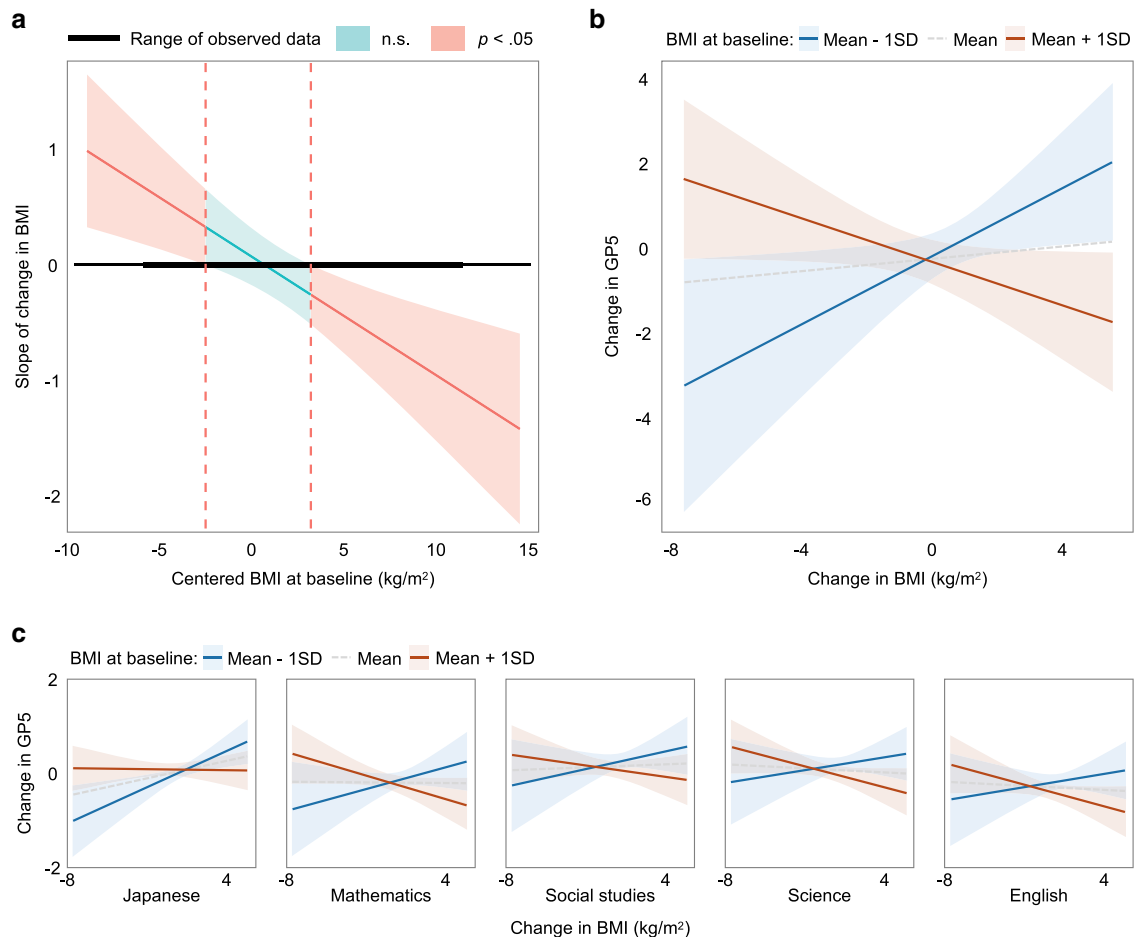 a
Range of observed data n.s. p < .05
1
0
-1
-2
Slope of change in BMI
-10 -5 0 5 10 15
Centered BMI at baseline (kg/m²)
b
BMI at baseline: Mean - 1SD Mean Mean + 1SD
4
2
0
-2
-4
-6
Change in GP5
-8 -4 0 4
Change in BMI (kg/m²)
c
BMI at baseline: Mean - 1SD Mean Mean + 1SD
2
0
-2
Change in GP5
-8 4 -8 4 -8 4 -8 4 -8 4
Japanese Mathematics Social studies Science English
Change in BMI (kg/m²)